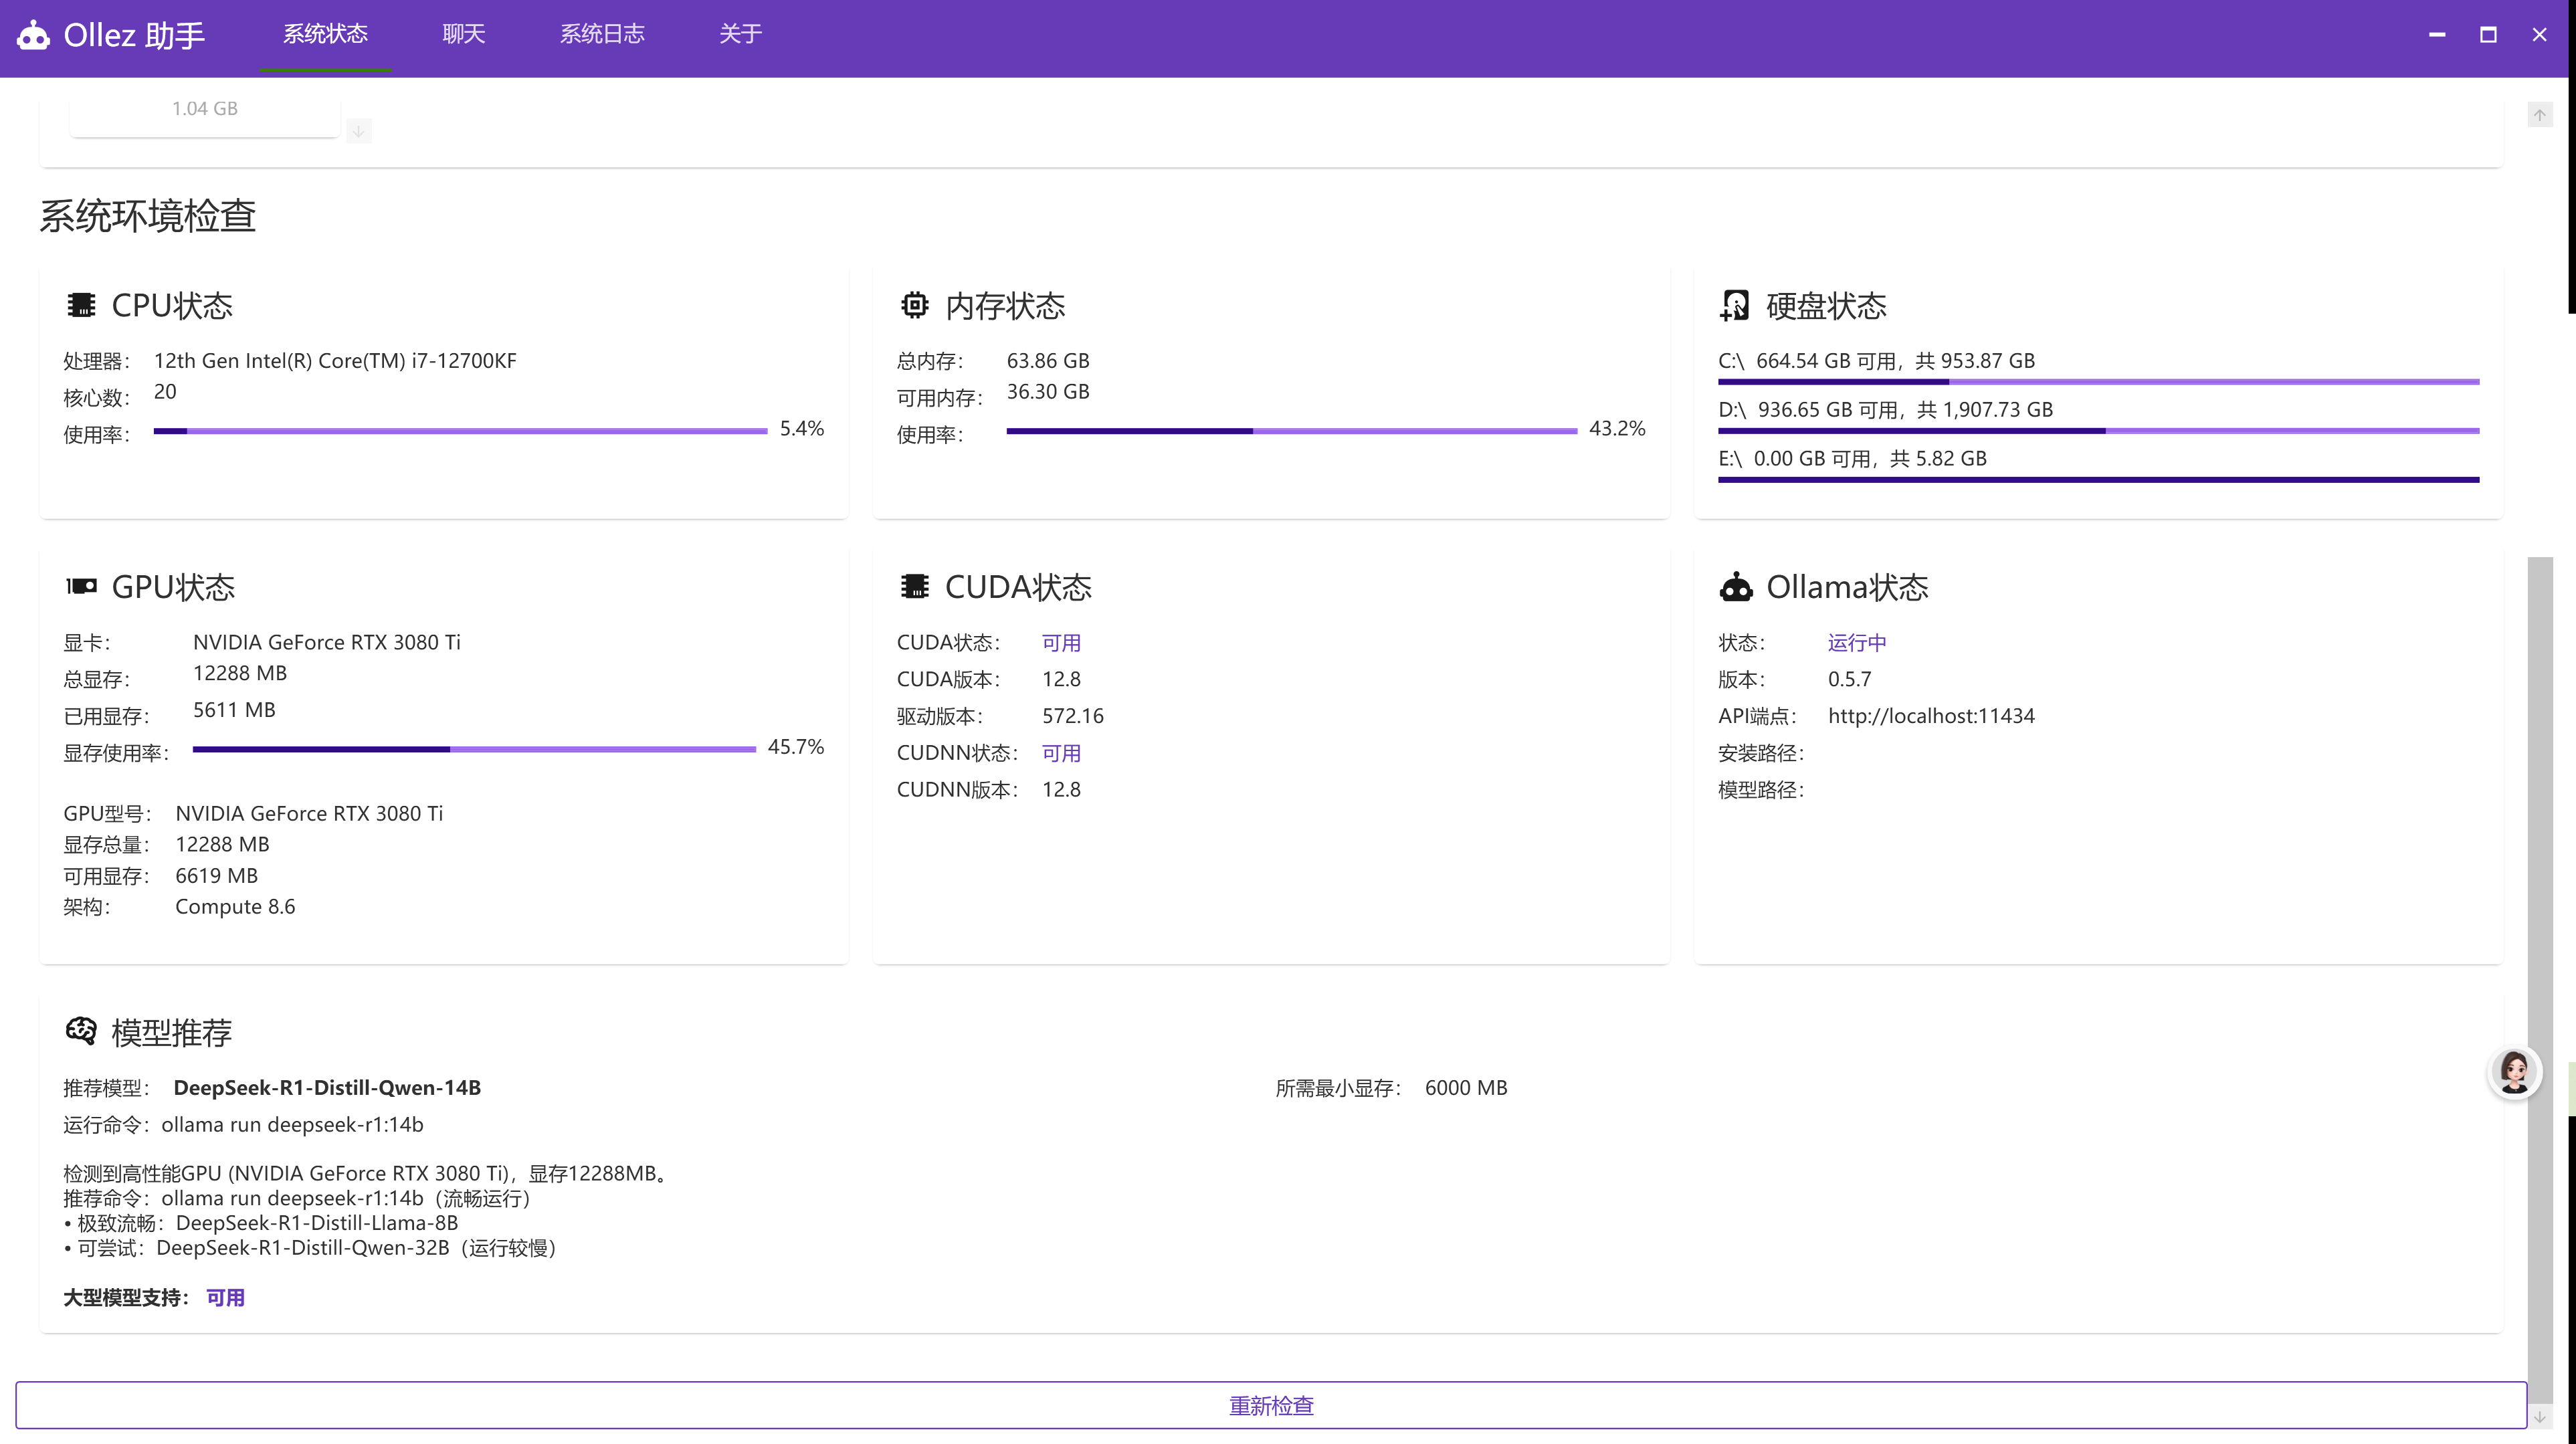 Ollez 助手
系统状态
聊天
系统日志
关于
1.04 GB
系统环境检查
CPU状态
处理器： 12th Gen Intel(R) Core(TM) i7-12700KF
核心数： 20
使用率： 5.4%
内存状态
总内存： 63.86 GB
可用内存： 36.30 GB
使用率： 43.2%
硬盘状态
C:\ 664.54 GB 可用，共 953.87 GB
D:\ 936.65 GB 可用，共 1,907.73 GB
E:\ 0.00 GB 可用，共 5.82 GB
GPU状态
显卡： NVIDIA GeForce RTX 3080 Ti
总显存： 12288 MB
已用显存： 5611 MB
显存使用率： 45.7%
GPU型号： NVIDIA GeForce RTX 3080 Ti
显存总量： 12288 MB
可用显存： 6619 MB
架构： Compute 8.6
CUDA状态
CUDA状态： 可用
CUDA版本： 12.8
驱动版本： 572.16
CUDNN状态： 可用
CUDNN版本： 12.8
Ollama状态
状态： 运行中
版本： 0.5.7
API端点： http://localhost:11434
安装路径：
模型路径：
模型推荐
推荐模型： DeepSeek-R1-Distill-Qwen-14B
所需最小显存： 6000 MB
运行命令：ollama run deepseek-r1:14b
检测到高性能GPU (NVIDIA GeForce RTX 3080 Ti)，显存12288MB。
推荐命令：ollama run deepseek-r1:14b（流畅运行）
• 极致流畅：DeepSeek-R1-Distill-Llama-8B
• 可尝试：DeepSeek-R1-Distill-Qwen-32B（运行较慢）
大型模型支持： 可用
重新检查